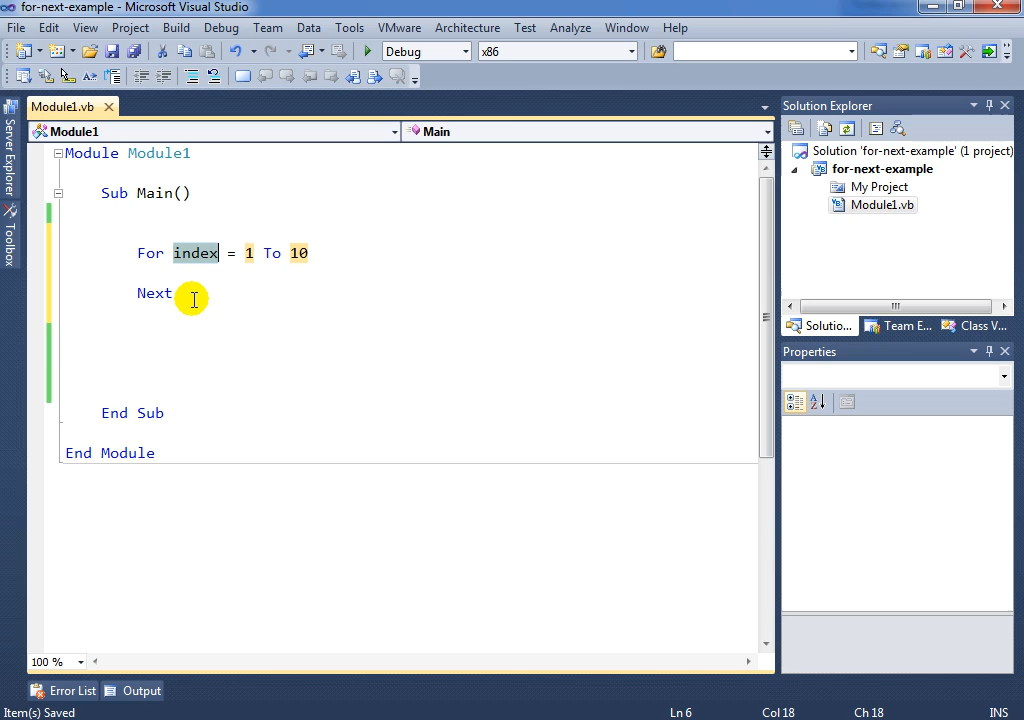 for-next-example - Microsoft Visual Studio
File Edit View Project Build Debug Team Data Tools VMware Architecture Test Analyze Window Help
Debug x86
Module1.vb
Solution Explorer
Module1 Main
Server Explorer
Toolbox
Module Module1
Sub Main()
For index = 1 To 10
Next
End Sub
End Module
Solution 'for-next-example' (1 project)
for-next-example
My Project
Module1.vb
Solutio... Team E... Class V...
Properties
100 %
Error List Output
Item(s) Saved Ln 6 Col 18 Ch 18 INS